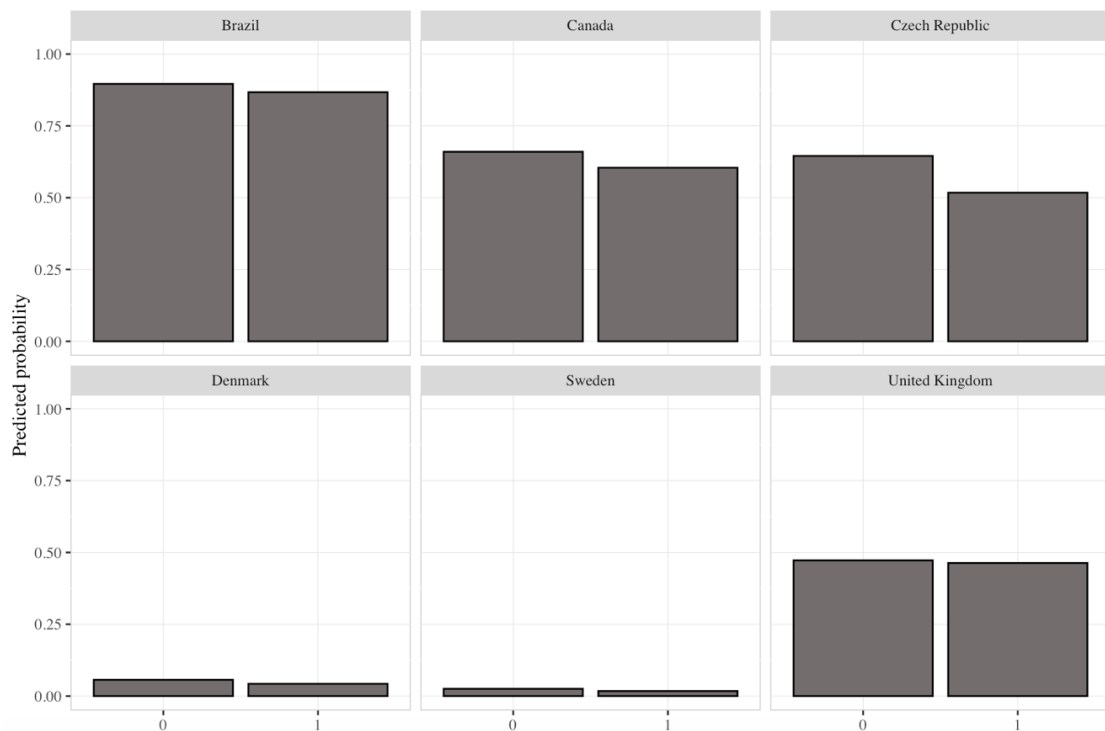 Brazil
Canada
Czech Republic
1.00
0.75
0.50
0.25
0.00
Predicted probability
Denmark
Sweden
United Kingdom
1.00
0.75
0.50
0.25
0.00
0 1 0 1 0 1